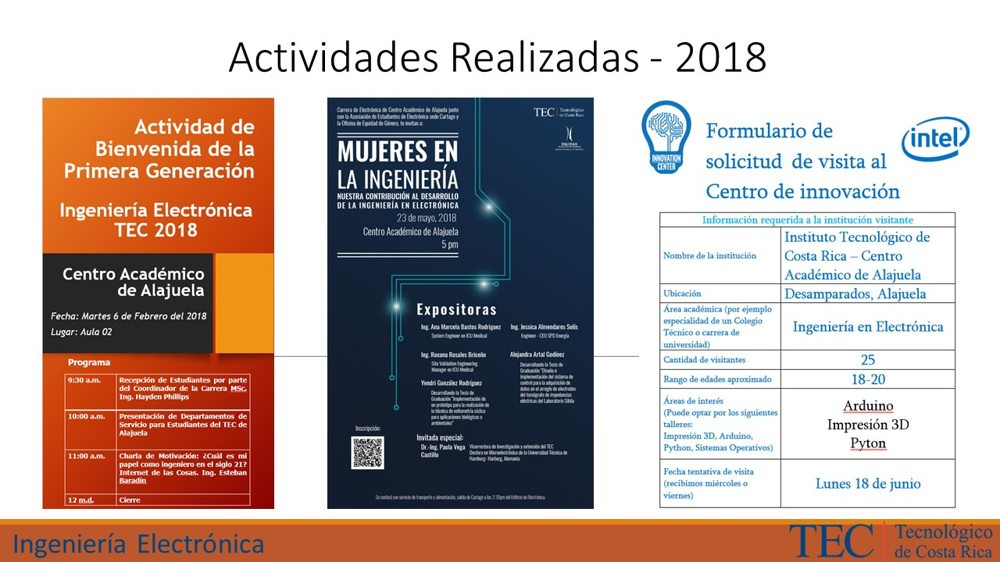 Actividades Realizadas - 2018
Actividad de
Bienvenida de la
Primera Generación
Ingeniería Electrónica
TEC 2018
Centro Académico
de Alajuela
Fecha: Martes 6 de Febrero del 2018
Lugar: Aula 02
Programa
9:30 a.m.
Recepción de Estudiantes por parte
del Coordinador de la Carrera MSc.
Ing. Hayden Phillips
10:00 a.m.
Presentación de Departamentos de
Servicio para Estudiantes del TEC de
Alajuela
11:00 a.m.
Charla de Motivación: ¿Cuál es mi
papel como ingeniero en el siglo 21?
Internet de las Cosas. Ing. Esteban
Baradín
12 m.d.
Cierre
Carrera de Electrónica de Centro Académico de Alajuela junto
con la Asociación de Estudiantes de Electrónica sede Cartago y
la Oficina de Equidad de Género, te invitan a:
TEC | Tecnológico
de Costa Rica
EQUIDAD
MUJERES EN
LA INGENIERÍA
NUESTRA CONTRIBUCIÓN AL DESARROLLO
DE LA INGENIERÍA EN ELECTRÓNICA
23 de mayo, 2018
Centro Académico de Alajuela
5 pm
Expositoras
Ing. Ana Marcela Bastos Rodriguez
System Engineer en ICU Medical
Ing. Jessica Almendares Solís
Engineer - CEO SPD Energía
Ing. Roxana Rosales Briceño
Site Validation Engineering
Manager en ICU Medical
Alejandra Artal Godínez
Desarrollando la Tesis de
Graduación "Diseño e
implementación del sistema de
control para la adquisición de
datos en el arreglo de electrodos
del tomógrafo de impedancias
eléctricas del Laboratorio Sibila
Yendri González Rodríguez
Desarrollando la Tesis de
Graduación "Implementación de
un prototipo para la realización de
la técnica de voltametría cíclica
para aplicaciones biológicas o
ambientales"
Inscripción:
Invitada especial:
Dr.-Ing. Paola Vega
Castillo
Vicerrectora de Investigación y extensión del TEC
Doctora en Microelectrónica de la Universidad Técnica de
Hamburg- Harburg, Alemania
Se contará con servicio de transporte y alimentación, salida de Cartago a las 2:30pm del Edificio de Electrónica.
INNOVATION
CENTER
Formulario de
solicitud de visita al
Centro de innovación
intel
Información requerida a la institución visitante
Nombre de la institución
Instituto Tecnológico de
Costa Rica – Centro
Académico de Alajuela
Ubicación
Desamparados, Alajuela
Área académica (por ejemplo
especialidad de un Colegio
Técnico o carrera de
universidad)
Ingeniería en Electrónica
Cantidad de visitantes
25
Rango de edades aproximado
18-20
Áreas de interés
(Puede optar por los siguientes
talleres:
Impresión 3D, Arduino,
Python, Sistemas Operativos)
Arduino
Impresión 3D
Pyton
Fecha tentativa de visita
(recibimos miércoles o
viernes)
Lunes 18 de junio
Ingeniería Electrónica
TEC | Tecnológico
de Costa Rica